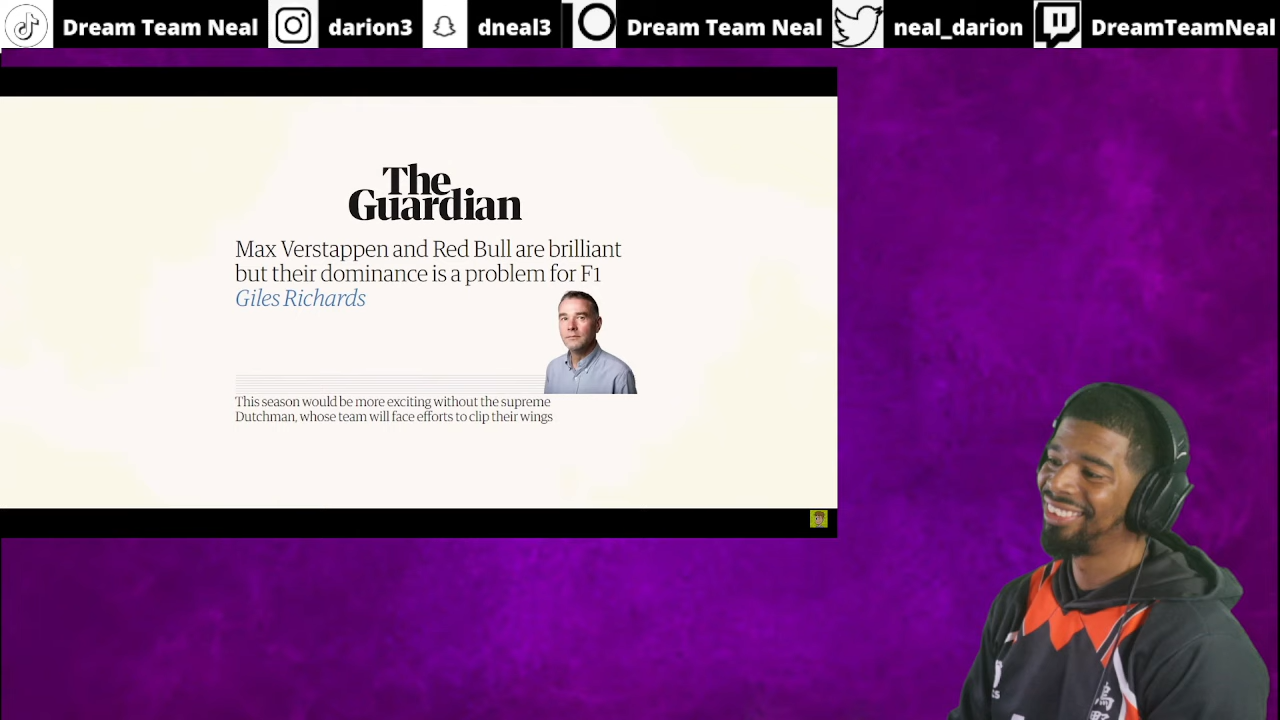 Dream Team Neal darion3 dneal3 Dream Team Neal neal_darion DreamTeamNeal
The
Guardian
Max Verstappen and Red Bull are brilliant
but their dominance is a problem for F1
Giles Richards
This season would be more exciting without the supreme
Dutchman, whose team will face efforts to clip their wings